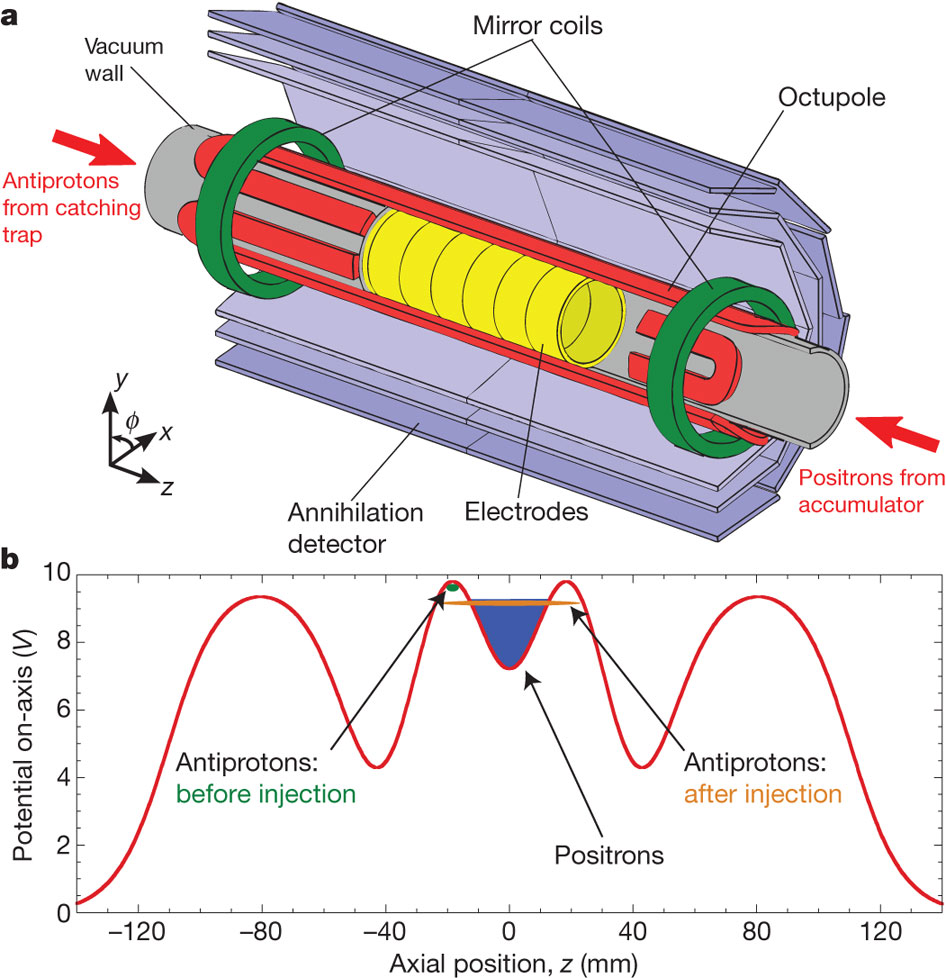 a
Mirror coils
Vacuum
wall
Octupole
Antiprotons
from catching
trap
y
ϕ
x
z
Positrons from
accumulator
Annihilation
detector
Electrodes
b
10
8
6
4
2
0
Potential on-axis (V)
Antiprotons:
before injection
Antiprotons:
after injection
Positrons
−120
−80
−40
0
40
80
120
Axial position, z (mm)